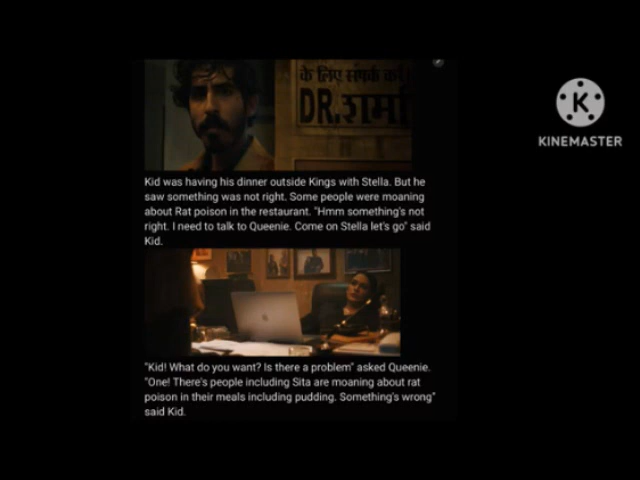 के लिए संपर्क करें
DR.शर्मा
KINEMASTER
Kid was having his dinner outside Kings with Stella. But he
saw something was not right. Some people were moaning
about Rat poison in the restaurant. "Hmm something's not
right. I need to talk to Queenie. Come on Stella let's go" said
Kid.
"Kid! What do you want? Is there a problem" asked Queenie.
"One! There's people including Sita are moaning about rat
poison in their meals including pudding. Something's wrong"
said Kid.